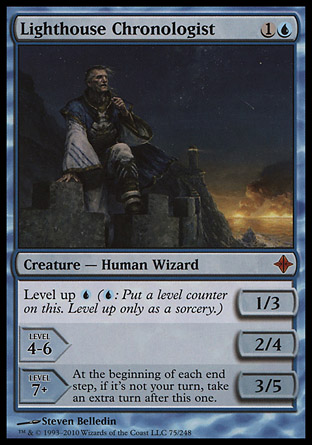 Lighthouse Chronologist 1
Creature — Human Wizard
Level up ( : Put a level counter
on this. Level up only as a sorcery.)
1/3
LEVEL
4-6
2/4
LEVEL
7+
At the beginning of each end
step, if it's not your turn, take
an extra turn after this one.
3/5
Steven Belledin
™ & © 1993–2010 Wizards of the Coast LLC 75/248